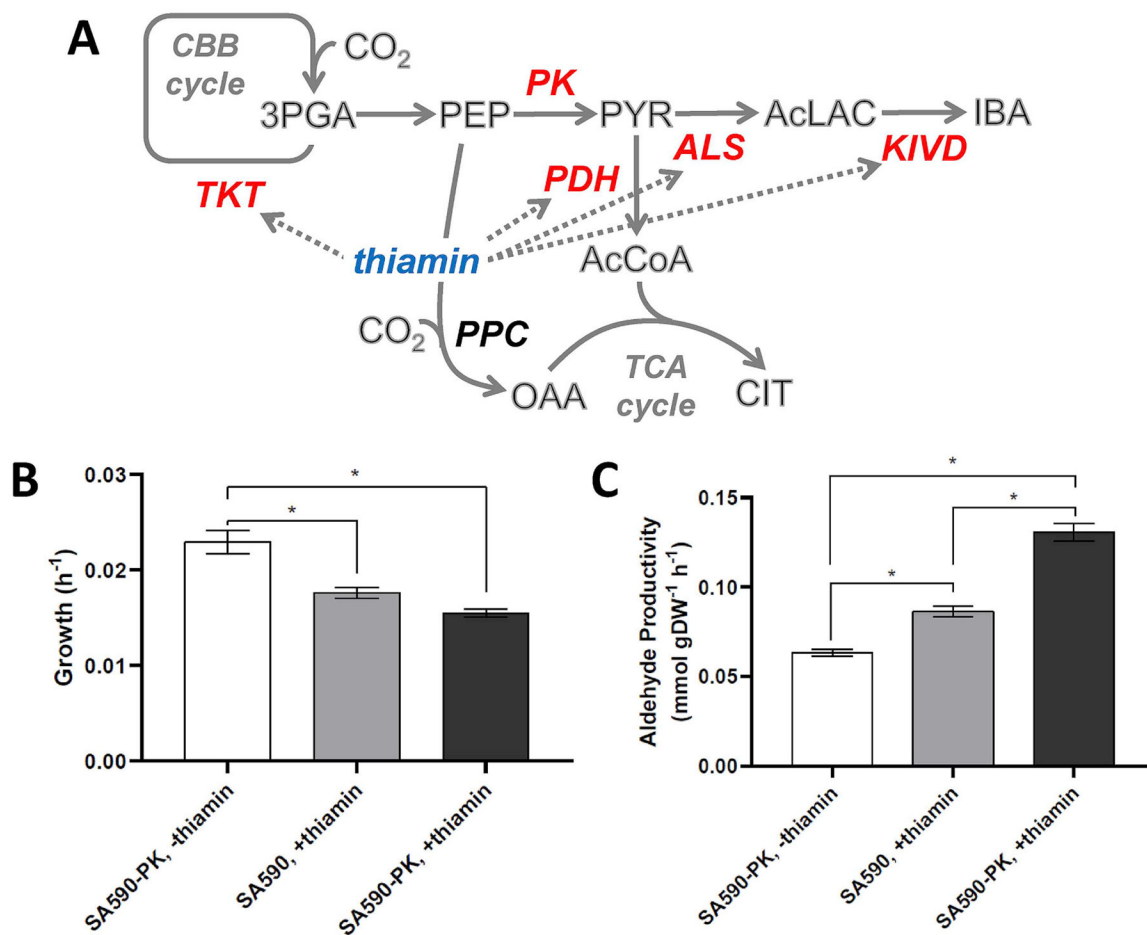 A
CBB
cycle
CO2
3PGA
PEP
PK
PYR
AcLAC
IBA
ALS
KIVD
PDH
TKT
thiamin
AcCoA
CO2
PPC
OAA
TCA
cycle
CIT
B
Growth (h-1)
0.03
0.02
0.01
0.00
*
*
SA590-PK, -thiamin
SA590, +thiamin
SA590-PK, +thiamin
C
Aldehyde Productivity
(mmol gDW-1 h-1)
0.15
0.10
0.05
0.00
*
*
*
SA590-PK, -thiamin
SA590, +thiamin
SA590-PK, +thiamin